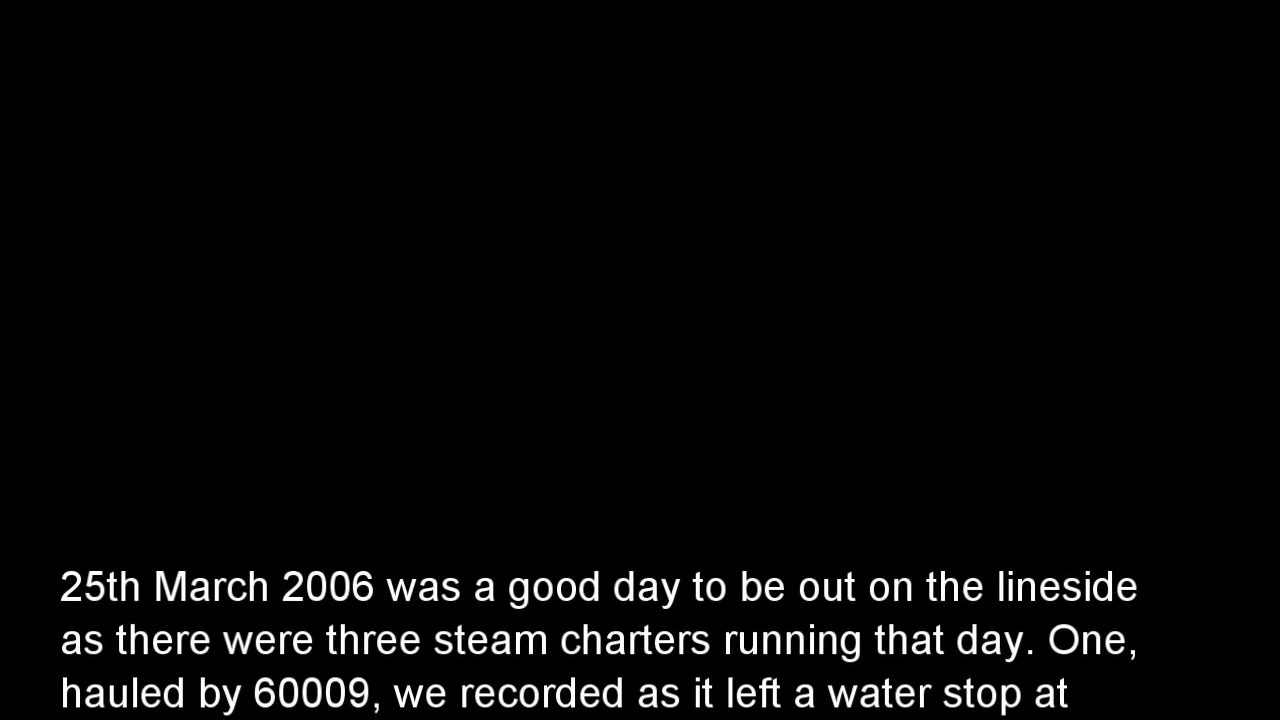 25th March 2006 was a good day to be out on the lineside
as there were three steam charters running that day. One,
hauled by 60009, we recorded as it left a water stop at